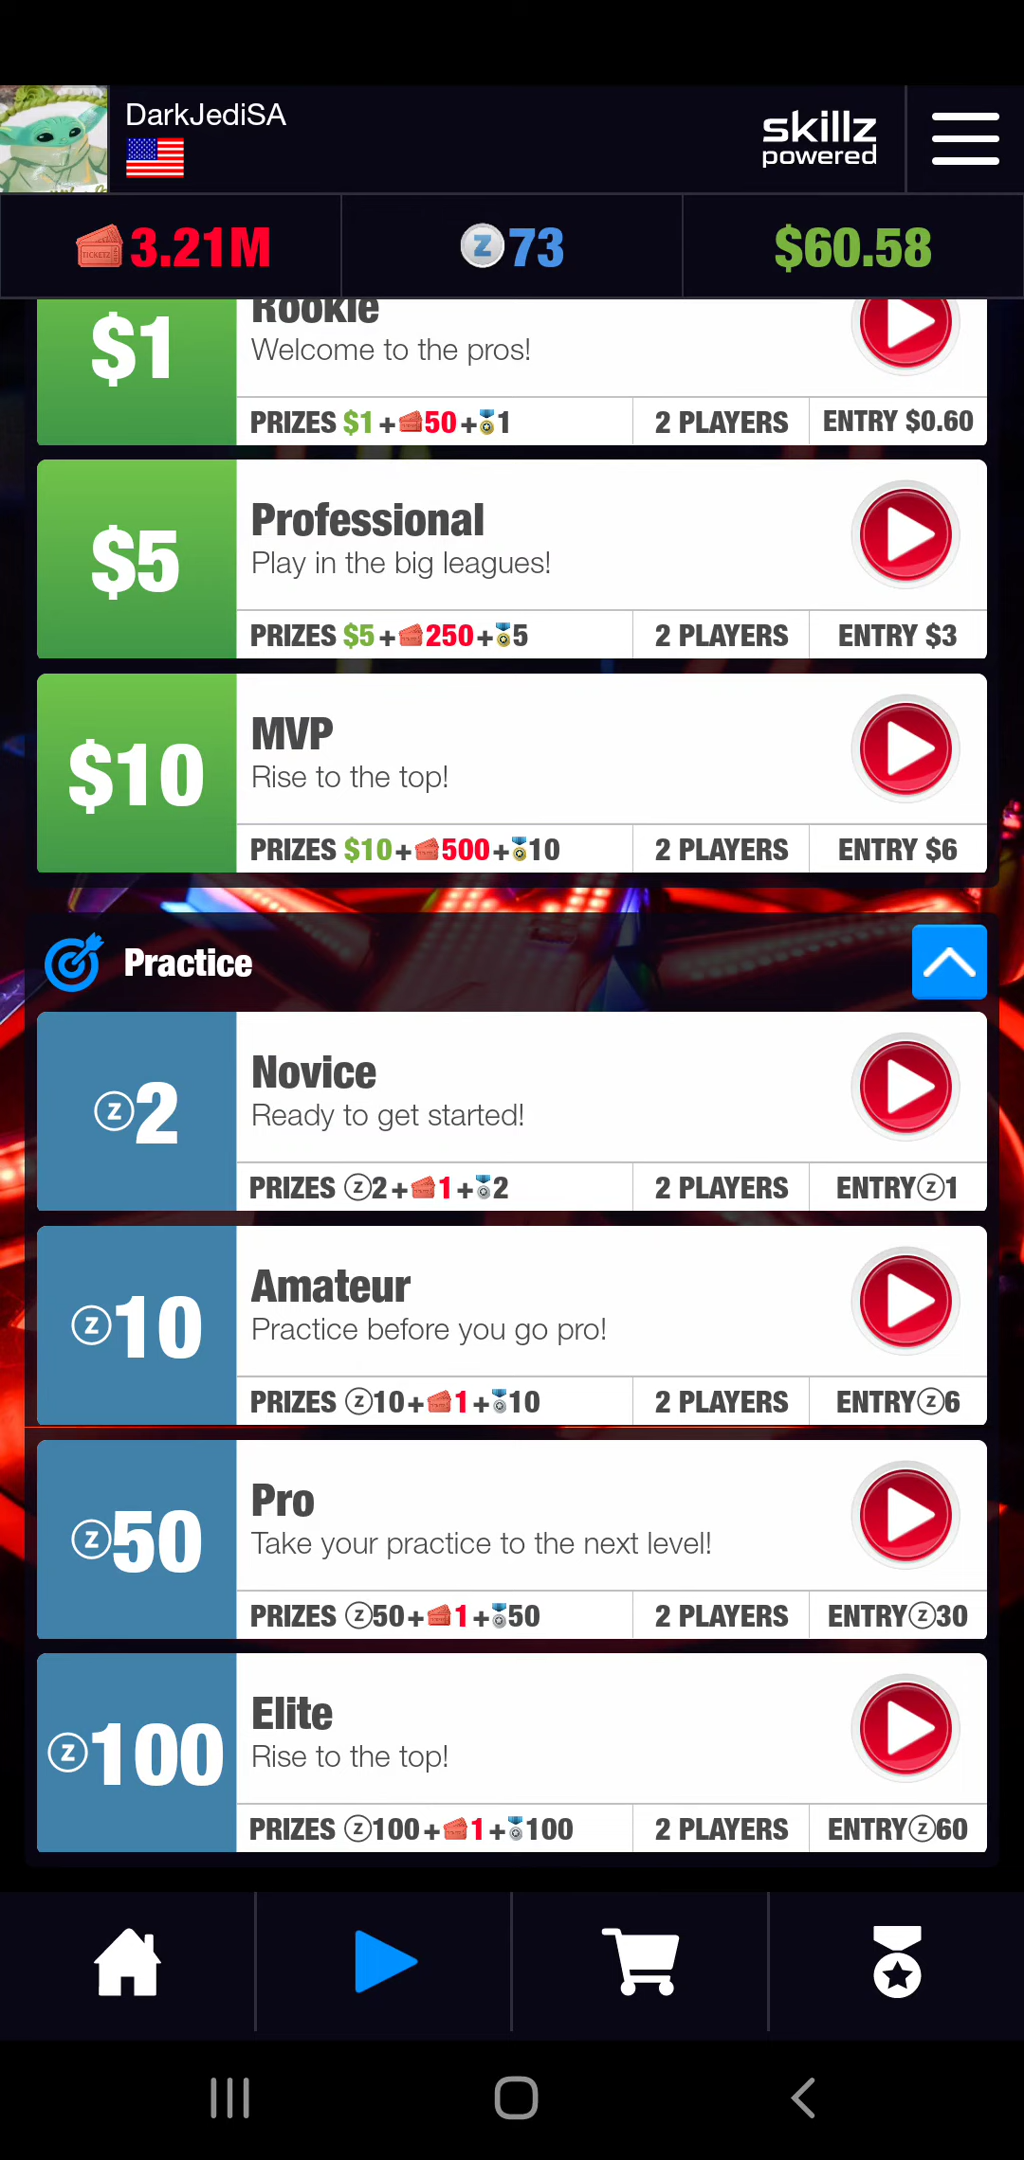 DarkJediSA
skillz
powered
TICKETZ 3.21M
Z 73
$60.58
$1
Rookie
Welcome to the pros!
PRIZES $1 + 50 + 1
2 PLAYERS
ENTRY $0.60
$5
Professional
Play in the big leagues!
PRIZES $5 + 250 + 5
2 PLAYERS
ENTRY $3
$10
MVP
Rise to the top!
PRIZES $10 + 500 + 10
2 PLAYERS
ENTRY $6
Practice
Z 2
Novice
Ready to get started!
PRIZES Z 2 + 1 + 2
2 PLAYERS
ENTRY Z 1
Z 10
Amateur
Practice before you go pro!
PRIZES Z 10 + 1 + 10
2 PLAYERS
ENTRY Z 6
Z 50
Pro
Take your practice to the next level!
PRIZES Z 50 + 1 + 50
2 PLAYERS
ENTRY Z 30
Z 100
Elite
Rise to the top!
PRIZES Z 100 + 1 + 100
2 PLAYERS
ENTRY Z 60